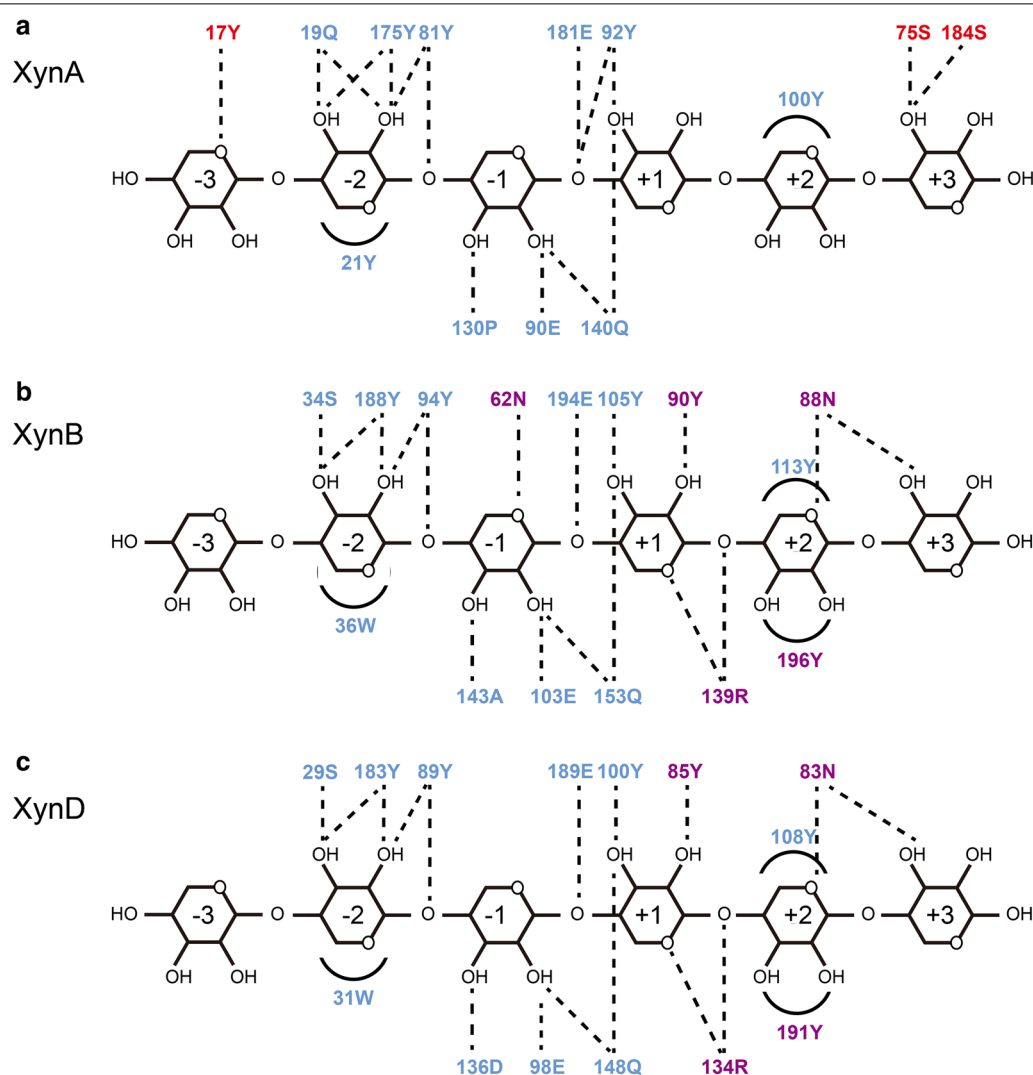 a
XynA
17Y 19Q 175Y 81Y 181E 92Y 75S 184S
100Y
OH OH OH OH OH OH
O O O
HO -3 O -2 O -1 O +1 O +2 O +3 OH
O O O
OH OH OH OH OH OH
21Y
130P 90E 140Q
b
XynB
34S 188Y 94Y 62N 194E 105Y 90Y 88N
113Y
OH OH OH OH OH OH
O O O
HO -3 O -2 O -1 O +1 O +2 O +3 OH
O O O
OH OH OH OH OH OH
36W 196Y
143A 103E 153Q 139R
c
XynD
29S 183Y 89Y 189E 100Y 85Y 83N
108Y
OH OH OH OH OH OH
O O O
HO -3 O -2 O -1 O +1 O +2 O +3 OH
O O O
OH OH OH OH OH OH
31W 191Y
136D 98E 148Q 134R